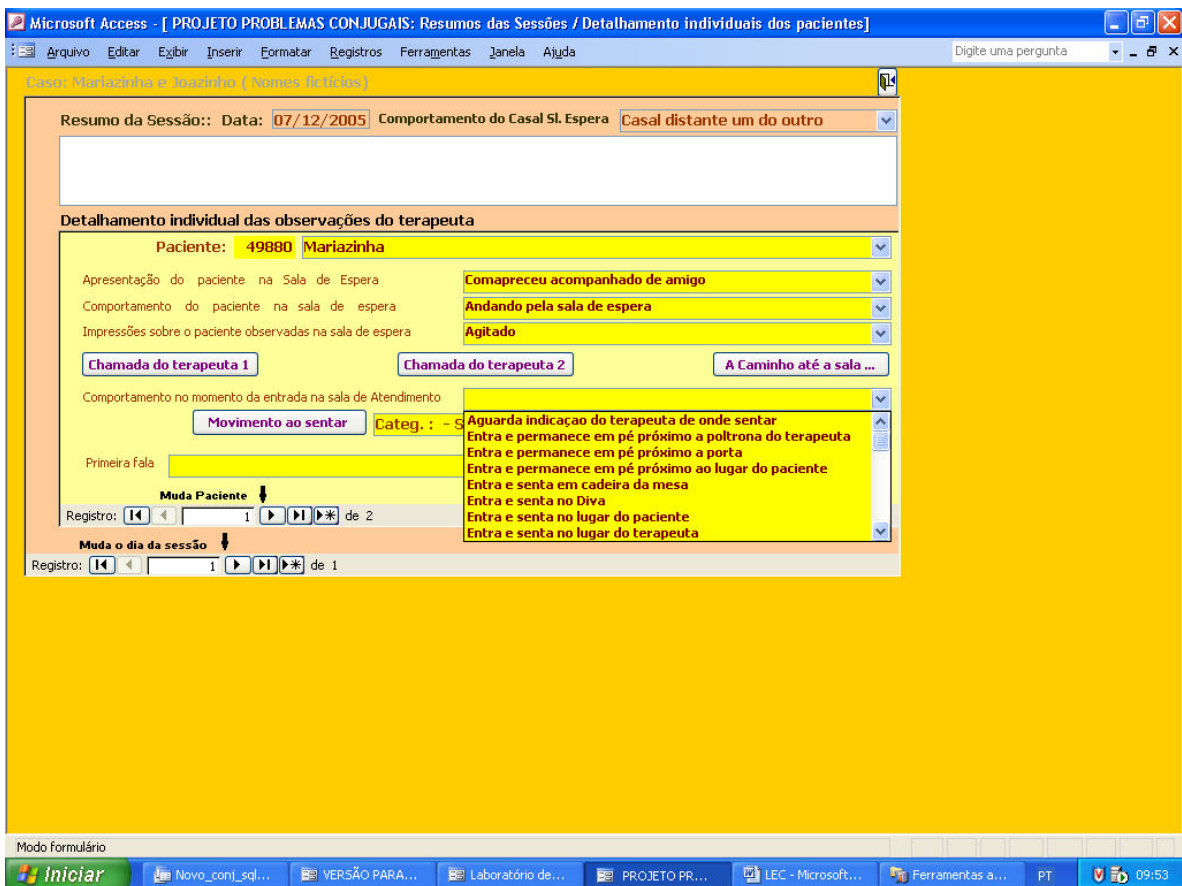 Microsoft Access - [ PROJETO PROBLEMAS CONJUGAIS: Resumos das Sessões / Detalhamento individuais dos pacientes]
Arquivo Editar Exibir Inserir Formatar Registros Ferramentas Janela Ajuda Digite uma pergunta
Caso: Mariazinha e Joazinho ( Nomes fictícios)
Resumo da Sessão:: Data: 07/12/2005 Comportamento do Casal Sl. Espera Casal distante um do outro
Detalhamento individual das observações do terapeuta
Paciente: 49880 Mariazinha
Apresentação do paciente na Sala de Espera Comapreceu acompanhado de amigo
Comportamento do paciente na sala de espera Andando pela sala de espera
Impressões sobre o paciente observadas na sala de espera Agitado
Chamada do terapeuta 1 Chamada do terapeuta 2 A Caminho até a sala ...
Comportamento no momento da entrada na sala de Atendimento
Movimento ao sentar Categ. : - S
Aguarda indicaçao do terapeuta de onde sentar
Entra e permanece em pé próximo a poltrona do terapeuta
Entra e permanece em pé próximo a porta
Entra e permanece em pé próximo ao lugar do paciente
Entra e senta em cadeira da mesa
Entra e senta no Diva
Entra e senta no lugar do paciente
Entra e senta no lugar do terapeuta
Primeira fala
Muda Paciente
Registro: 1 de 2
Muda o dia da sessão
Registro: 1 de 1
Modo formulário
Iniciar Novo_conj_sql... VERSÃO PARA... Laboratório de... PROJETO PR... LEC - Microsoft... Ferramentas a... PT 09:53